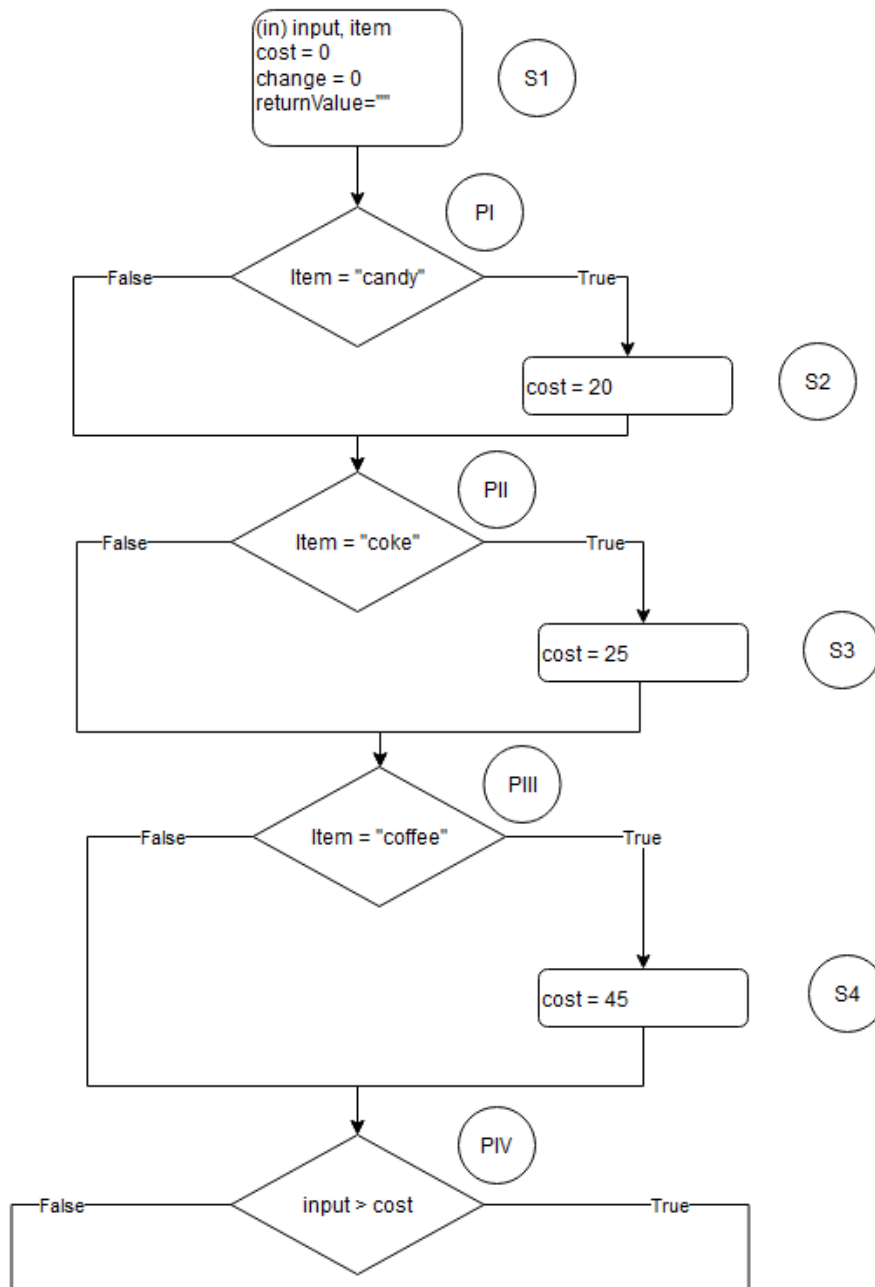 (in) input, item
cost = 0
change = 0
returnValue=""
S1
PI
Item = "candy"
False
True
cost = 20
S2
PII
Item = "coke"
False
True
cost = 25
S3
PIII
Item = "coffee"
False
True
cost = 45
S4
PIV
input > cost
False
True